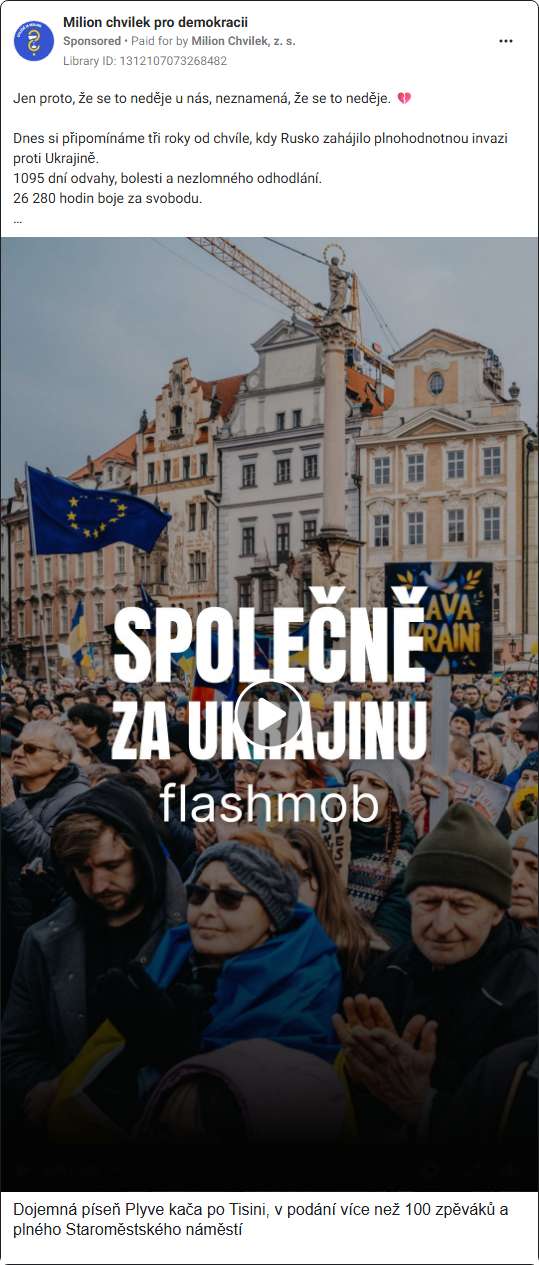 Milion chvilek pro demokracii
Sponsored • Paid for by Milion Chvilek, z. s.
Library ID: 1312107073268482
Jen proto, že se to neděje u nás, neznamená, že se to neděje. 💔
Dnes si připomínáme tři roky od chvíle, kdy Rusko zahájilo plnohodnotnou invazi
proti Ukrajině.
1095 dní odvahy, bolesti a nezlomného odhodlání.
26 280 hodin boje za svobodu.
...
AVA
RAINI
SPOLEČNĚ
ZA UKRAJINU
flashmob
Dojemná píseň Plyve kača po Tisini, v podání více než 100 zpěváků a
plného Staroměstského náměstí